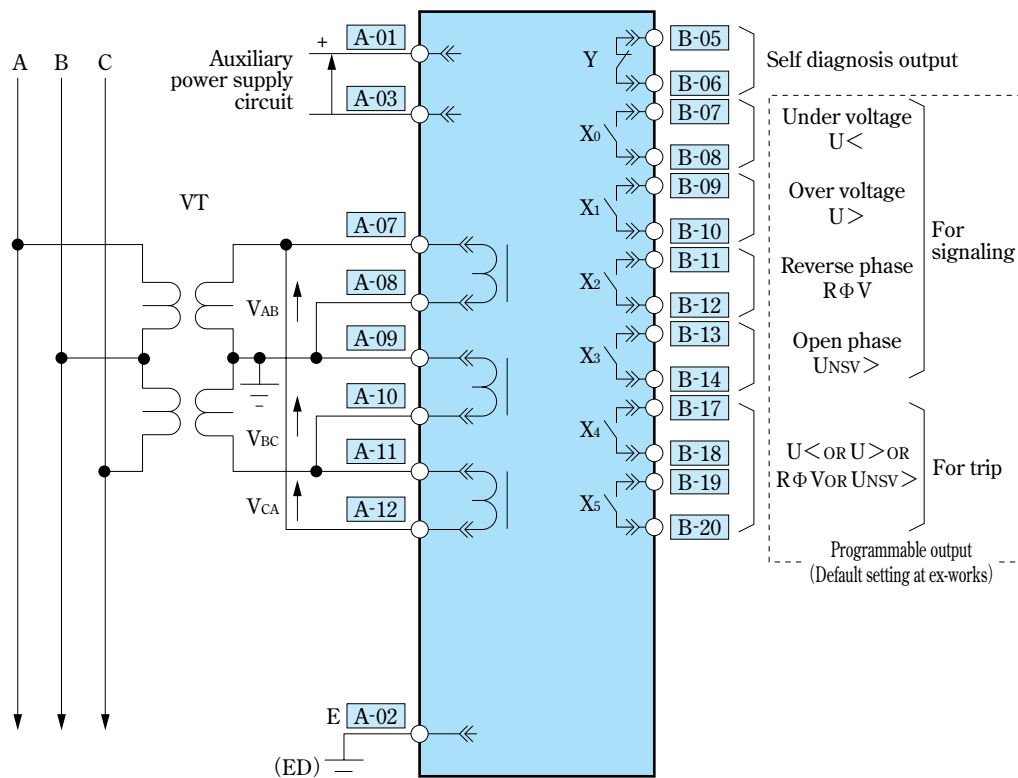 A B C
Auxiliary
power supply
circuit
+
A-01
A-03
VT
A-07
A-08
VAB
A-09
A-10
VBC
A-11
VCA
A-12
E A-02
(ED)
Y
X0
X1
X2
X3
X4
X5
B-05
B-06
B-07
B-08
B-09
B-10
B-11
B-12
B-13
B-14
B-17
B-18
B-19
B-20
Self diagnosis output
Under voltage
U<
Over voltage
U>
Reverse phase
RΦV
Open phase
UNSV>
For
signaling
U< OR U> OR
RΦV OR UNSV>
For trip
Programmable output
(Default setting at ex-works)